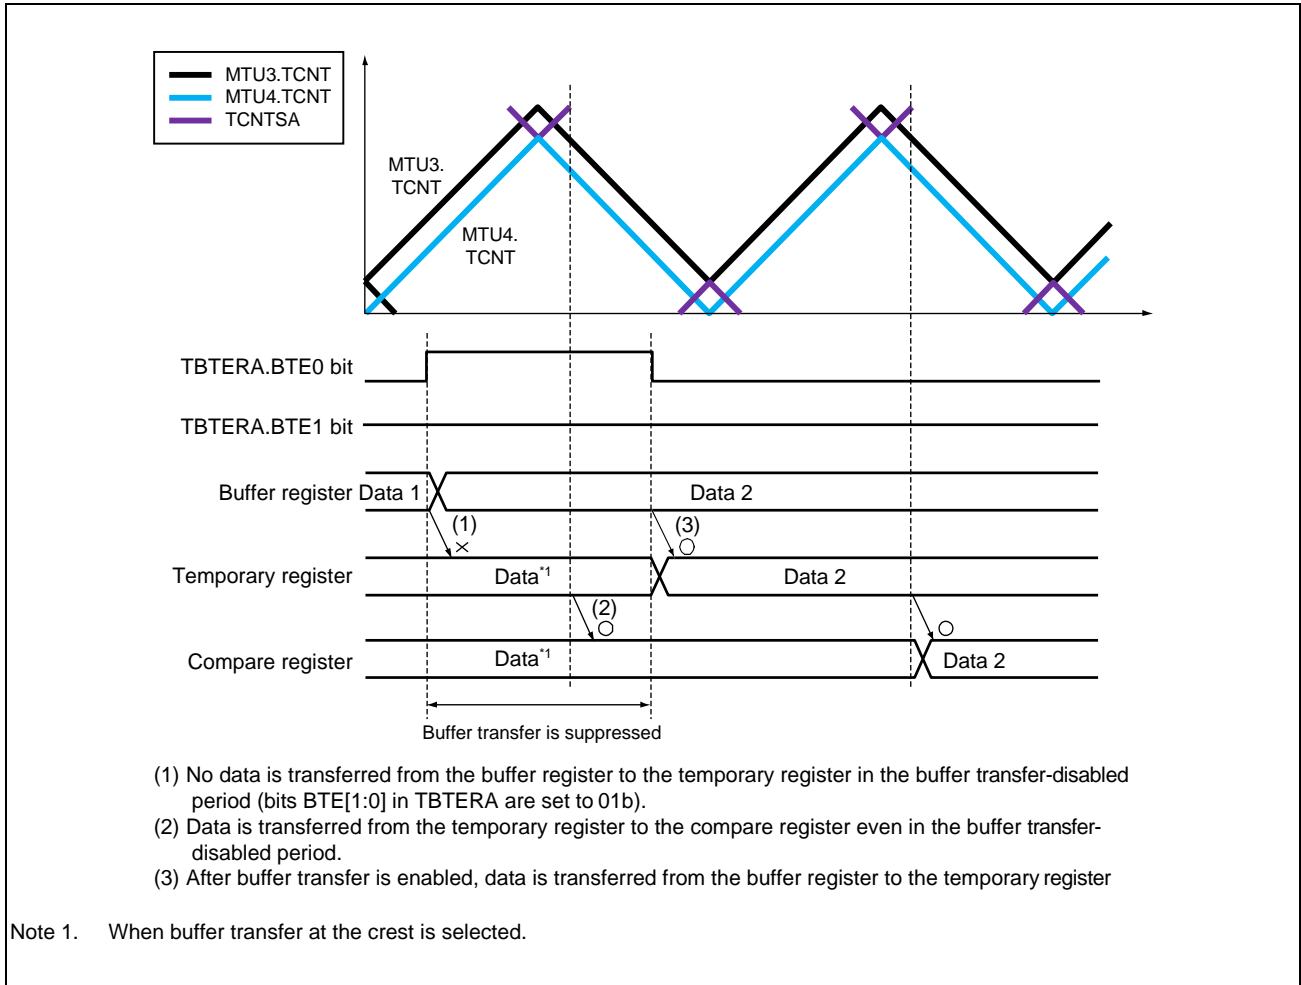 MTU3.TCNT
MTU4.TCNT
TCNTSA
MTU3.
TCNT
MTU4.
TCNT
TBTERA.BTE0 bit
TBTERA.BTE1 bit
Buffer register Data 1 Data 2
(1) (3)
Temporary register Data*1 Data 2
(2)
Compare register Data*1 Data 2
Buffer transfer is suppressed
(1) No data is transferred from the buffer register to the temporary register in the buffer transfer-disabled
period (bits BTE[1:0] in TBTERA are set to 01b).
(2) Data is transferred from the temporary register to the compare register even in the buffer transfer-
disabled period.
(3) After buffer transfer is enabled, data is transferred from the buffer register to the temporary register
Note 1. When buffer transfer at the crest is selected.